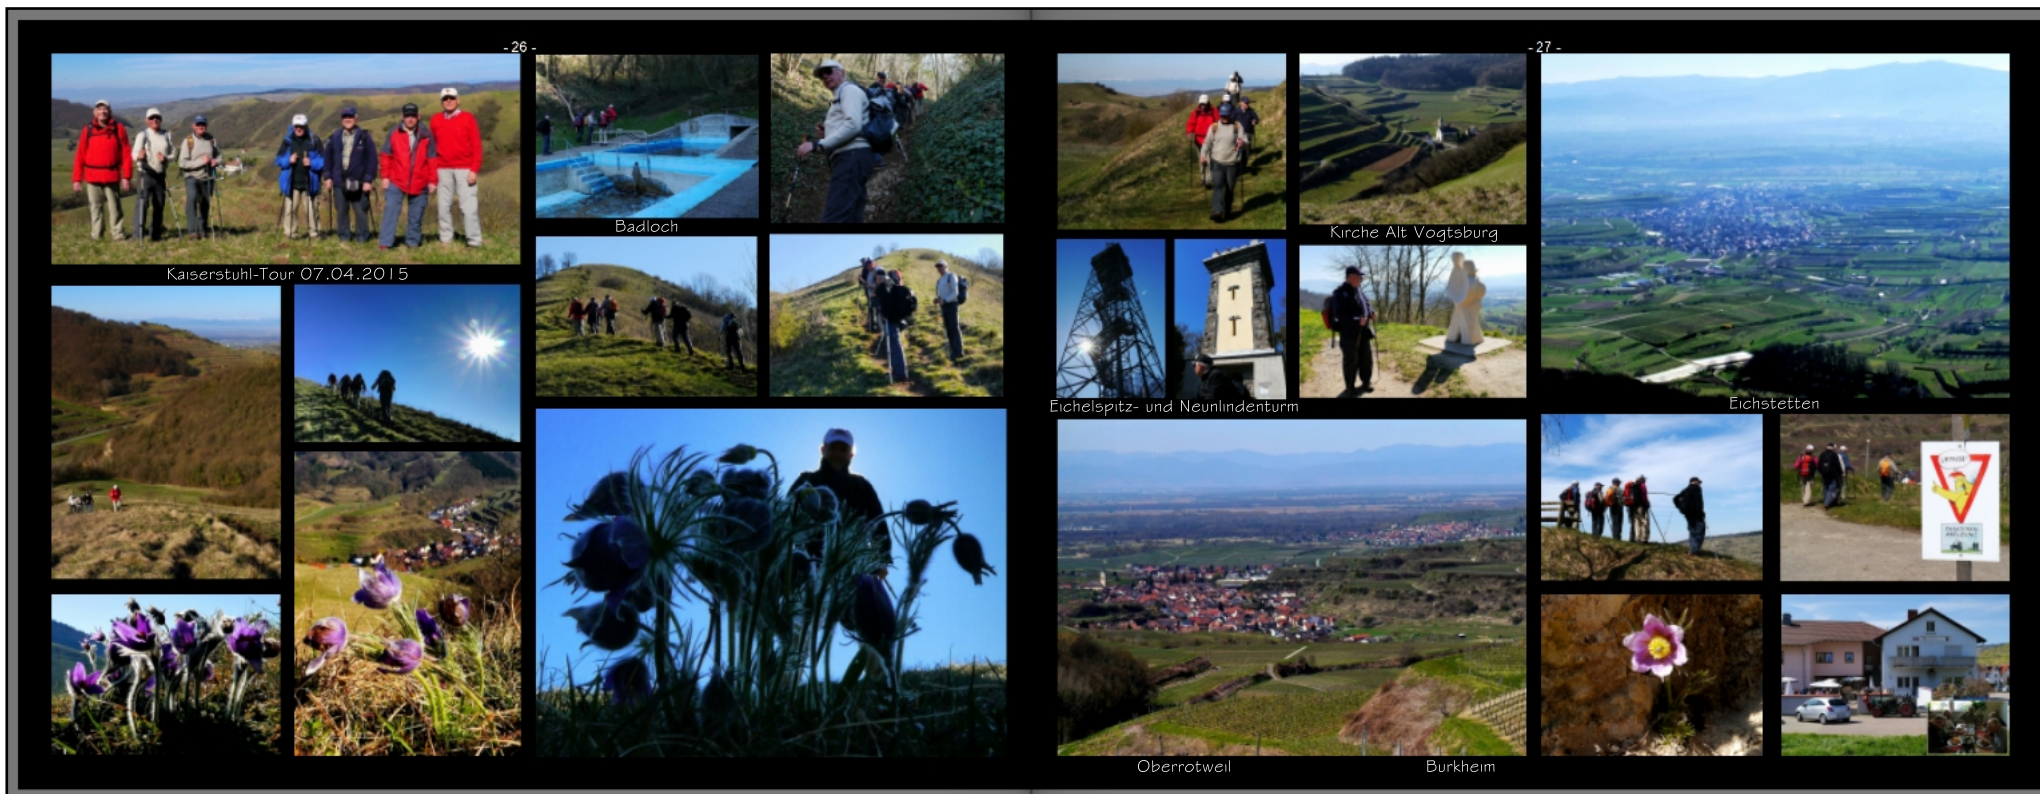 - 26 -
Kaiserstuhl-Tour 07.04.2015
Badloch
- 27 -
Kirche Alt Vogtsburg
Eichelspitz- und Neunlindenturm
Eichstetten
Oberrotweil
Burkheim